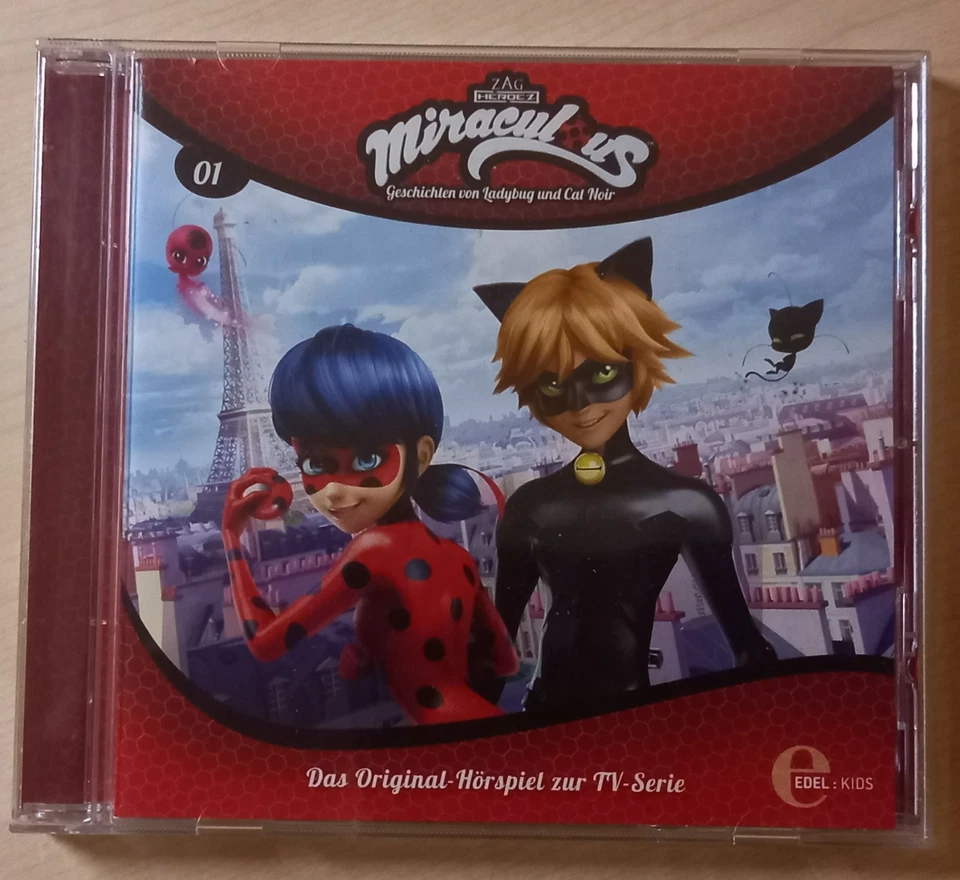 ZAG
HEROEZ
Miraculous
Geschichten von Ladybug und Cat Noir
01
Das Original-Hörspiel zur TV-Serie
e
EDEL:KIDS